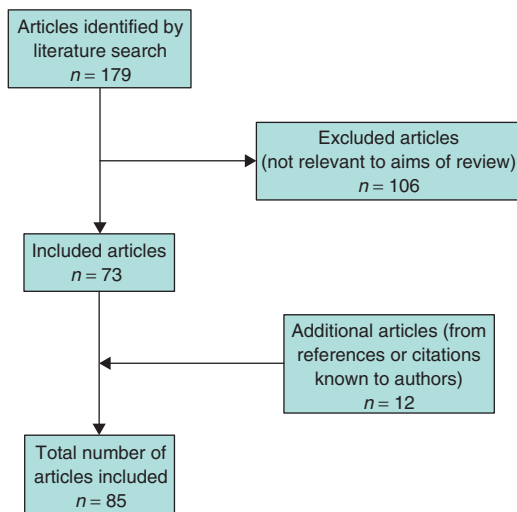 Articles identified by
literature search
n = 179
Excluded articles
(not relevant to aims of review)
n = 106
Included articles
n = 73
Additional articles (from
references or citations
known to authors)
n = 12
Total number of
articles included
n = 85